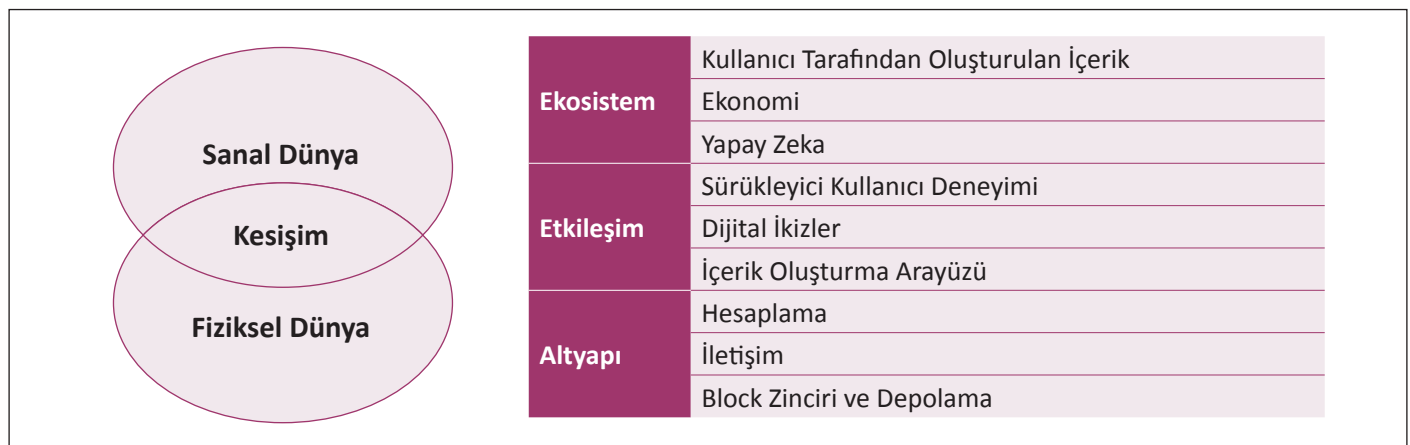 Sanal Dünya
Kesişim
Fiziksel Dünya
Ekosistem
Kullanıcı Tarafından Oluşturulan İçerik
Ekonomi
Yapay Zeka
Etkileşim
Sürükleyici Kullanıcı Deneyimi
Dijital İkizler
İçerik Oluşturma Arayüzü
Altyapı
Hesaplama
İletişim
Block Zinciri ve Depolama